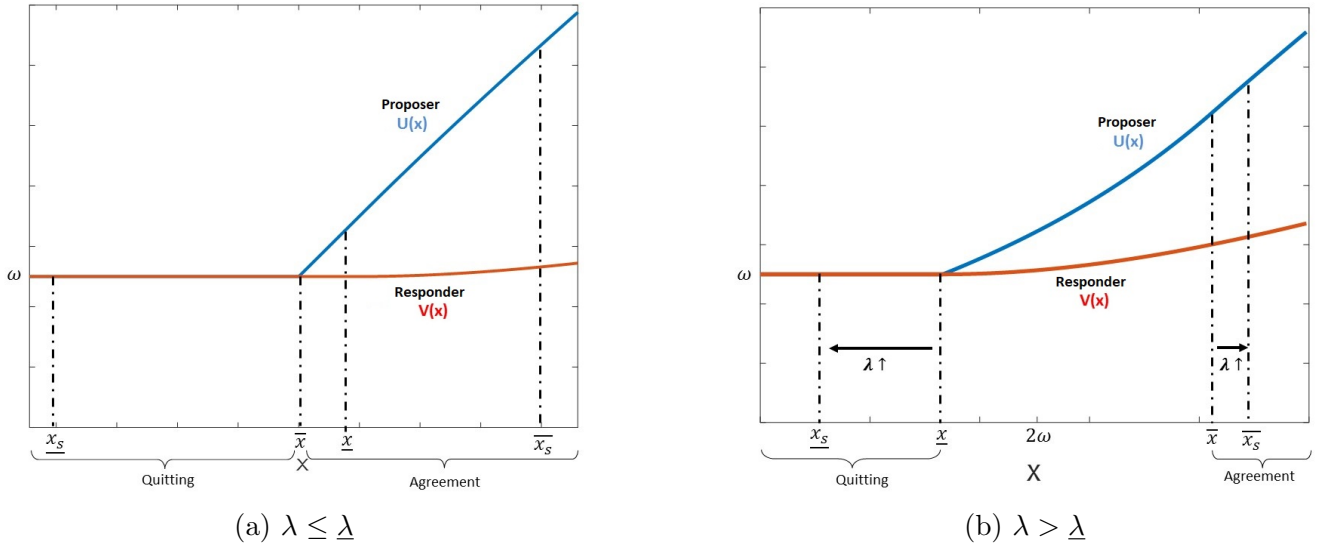 Proposer
U(x)
ω
Responder
V(x)
x_s
x̅
x̲
x̅_s
Quitting
X
Agreement
(a) λ ≤ λ̲
Proposer
U(x)
ω
Responder
V(x)
λ ↑
λ ↑
x_s
x̲
2ω
x̅
x̅_s
Quitting
X
Agreement
(b) λ > λ̲